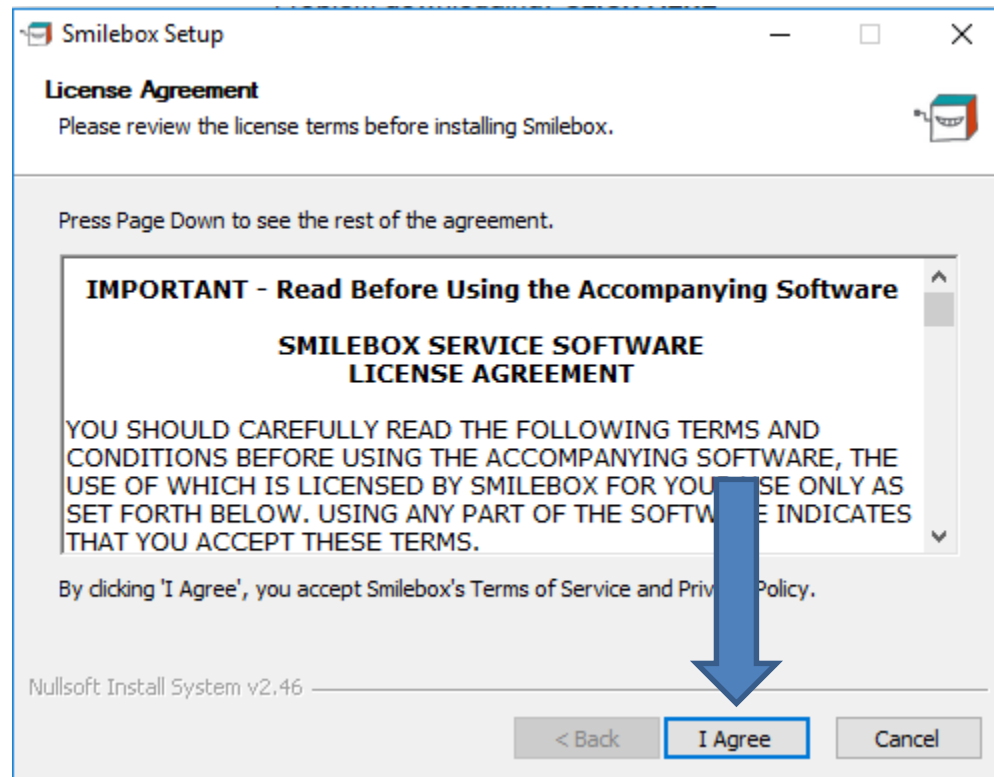 Smilebox Setup
License Agreement
Please review the license terms before installing Smilebox.
Press Page Down to see the rest of the agreement.
IMPORTANT - Read Before Using the Accompanying Software
SMILEBOX SERVICE SOFTWARE
LICENSE AGREEMENT
YOU SHOULD CAREFULLY READ THE FOLLOWING TERMS AND
CONDITIONS BEFORE USING THE ACCOMPANYING SOFTWARE, THE
USE OF WHICH IS LICENSED BY SMILEBOX FOR YOUR USE ONLY AS
SET FORTH BELOW. USING ANY PART OF THE SOFTWARE INDICATES
THAT YOU ACCEPT THESE TERMS.
By clicking 'I Agree', you accept Smilebox's Terms of Service and Privacy Policy.
Nullsoft Install System v2.46
< Back
I Agree
Cancel